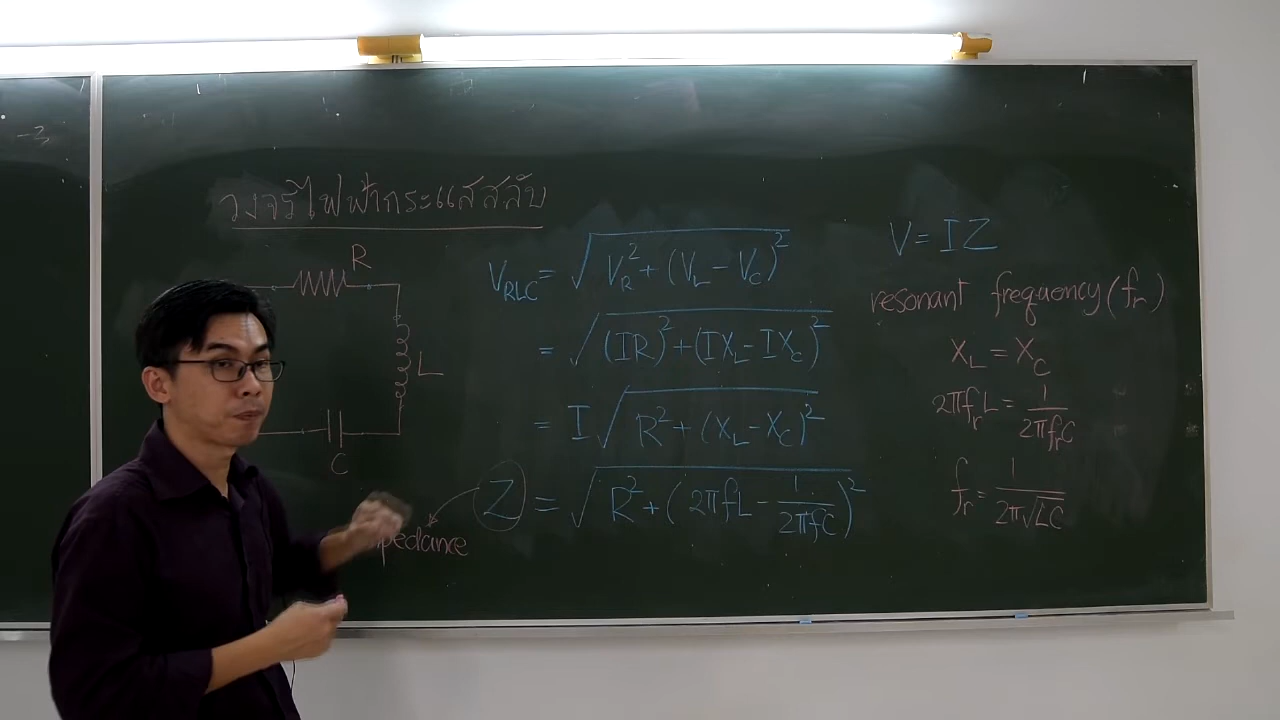 วงจรไฟฟ้ากระแสสลับ
R
L
C
V_RLC = √(V_R² + (V_L − V_C)²)
= √((IR)² + (IX_L − IX_C)²)
= I√(R² + (X_L − X_C)²)
Z = √(R² + (2πfL − 1/(2πfC))²)
V = IZ
resonant frequency (f_r)
X_L = X_C
2πf_rL = 1/(2πf_rC)
f_r = 1/(2π√LC)